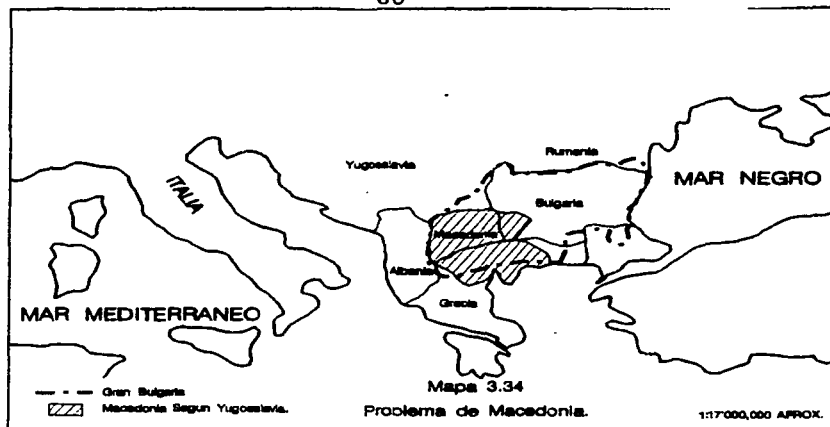 Rumania
Yugoslavia
MAR NEGRO
ITALIA
Bulgaria
Macedonia
Albania
MAR MEDITERRANEO
Grecia
Gran Bulgaria
Mapa 3.34
Macedonia Segun Yugoslavia.
Problema de Macedonia.
1:17'000,000 APROX.